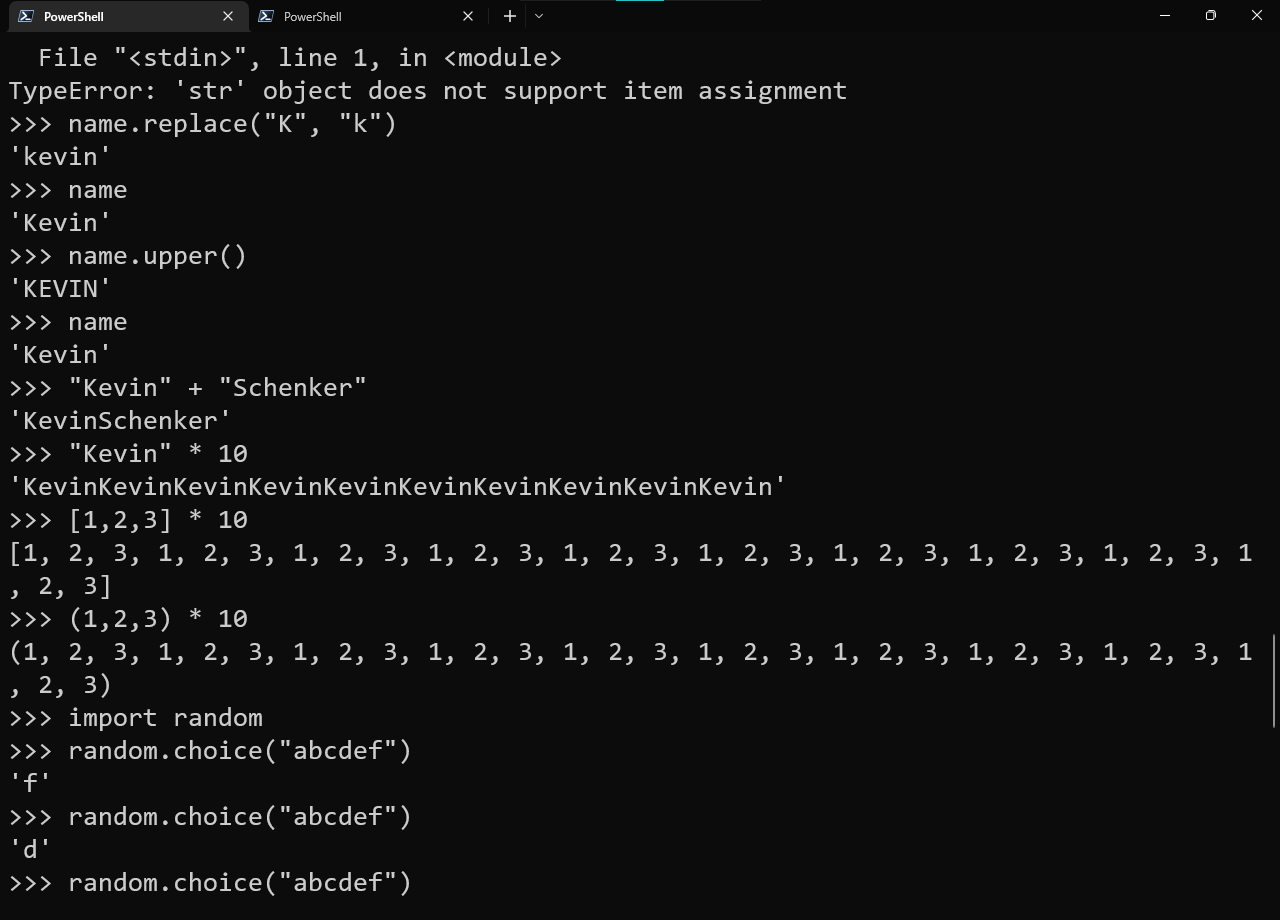 PowerShell
PowerShell
File "<stdin>", line 1, in <module>
TypeError: 'str' object does not support item assignment
>>> name.replace("K", "k")
'kevin'
>>> name
'Kevin'
>>> name.upper()
'KEVIN'
>>> name
'Kevin'
>>> "Kevin" + "Schenker"
'KevinSchenker'
>>> "Kevin" * 10
'KevinKevinKevinKevinKevinKevinKevinKevinKevinKevin'
>>> [1,2,3] * 10
[1, 2, 3, 1, 2, 3, 1, 2, 3, 1, 2, 3, 1, 2, 3, 1, 2, 3, 1, 2, 3, 1, 2, 3, 1, 2, 3, 1
, 2, 3]
>>> (1,2,3) * 10
(1, 2, 3, 1, 2, 3, 1, 2, 3, 1, 2, 3, 1, 2, 3, 1, 2, 3, 1, 2, 3, 1, 2, 3, 1, 2, 3, 1
, 2, 3)
>>> import random
>>> random.choice("abcdef")
'f'
>>> random.choice("abcdef")
'd'
>>> random.choice("abcdef")